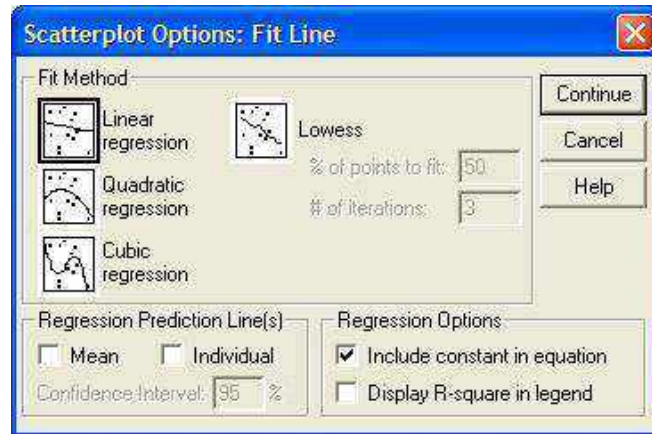 Scatterplot Options: Fit Line
Fit Method
Linear
regression
Quadratic
regression
Cubic
regression
Lowess
% of points to fit: 50
# of iterations: 3
Continue
Cancel
Help
Regression Prediction Line(s)
Mean Individual
Confidence Interval: 95 %
Regression Options
Include constant in equation
Display R-square in legend